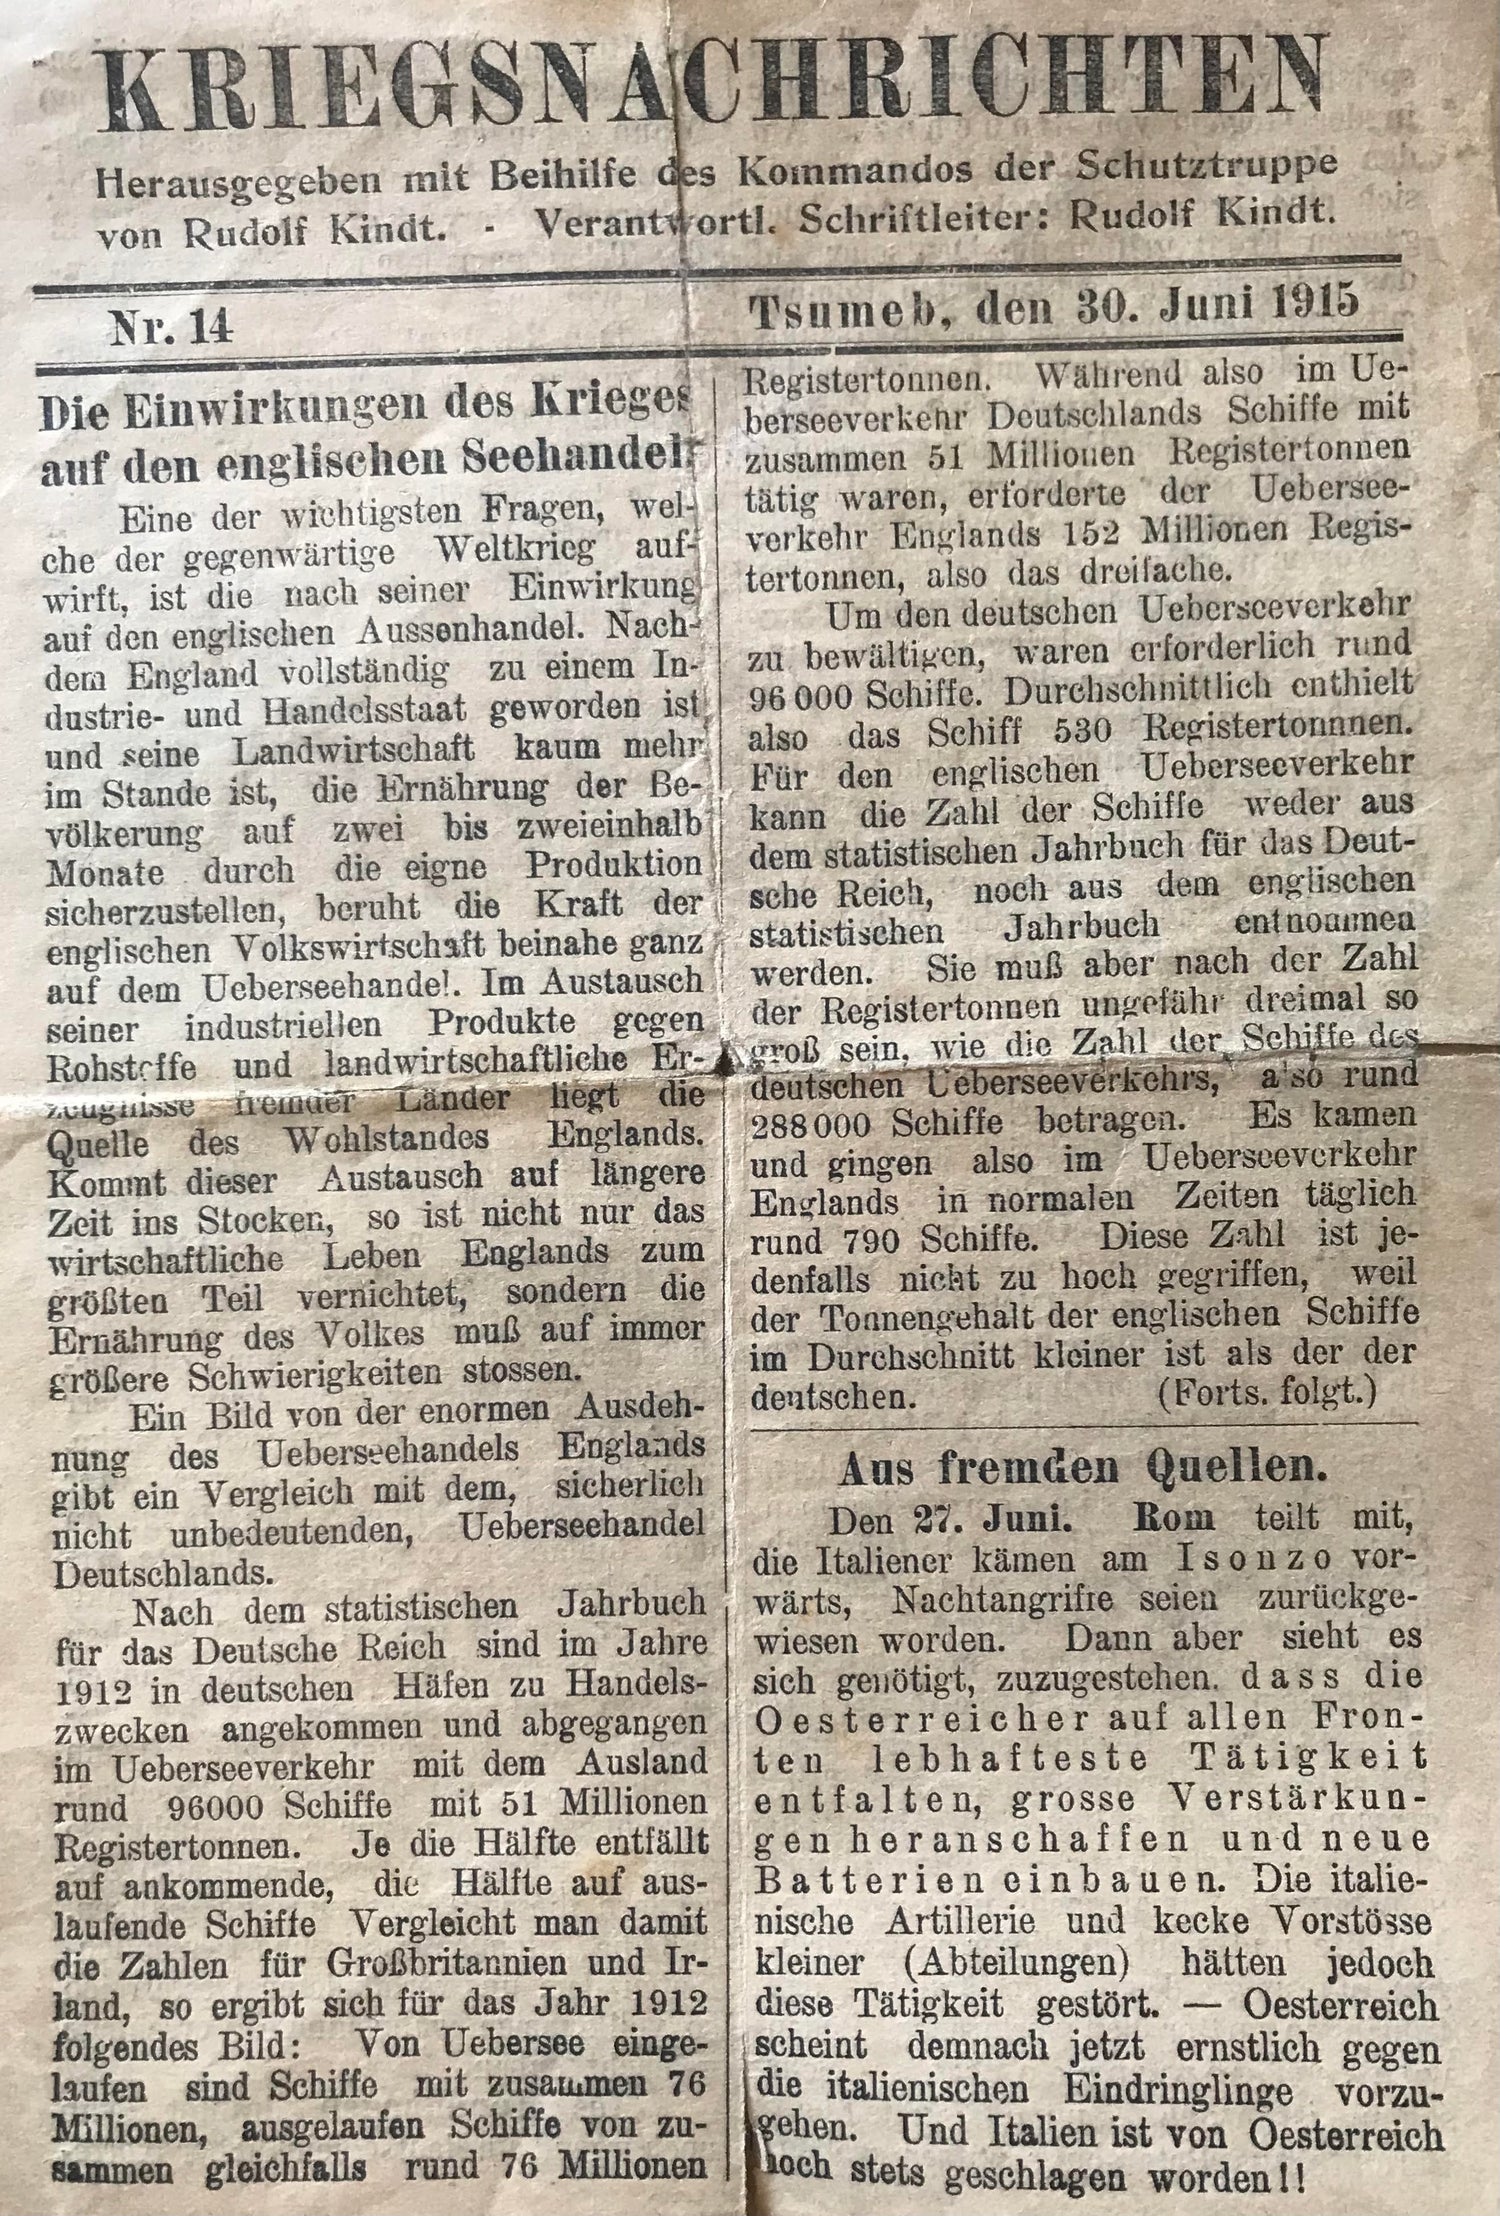 KRIEGSNACHRICHTEN
Herausgegeben mit Beihilfe des Kommandos der Schutztruppe
von Rudolf Kindt. - Verantwortl. Schriftleiter: Rudolf Kindt.
Nr. 14
Tsumeb, den 30. Juni 1915
Die Einwirkungen des Krieges
auf den englischen Seehandel.
Eine der wichtigsten Fragen, wel-
che der gegenwärtige Weltkrieg auf-
wirft, ist die nach seiner Einwirkung
auf den englischen Aussenhandel. Nach-
dem England vollständig zu einem In-
dustrie- und Handelsstaat geworden ist
und seine Landwirtschaft kaum mehr
im Stande ist, die Ernährung der Be-
völkerung auf zwei bis zweieinhalb
Monate durch die eigne Produktion
sicherzustellen, beruht die Kraft der
englischen Volkswirtschaft beinahe ganz
auf dem Ueberseehandel. Im Austausch
seiner industriellen Produkte gegen
Rohstoffe und landwirtschaftliche Er-
zeugnisse fremder Länder liegt die
Quelle des Wohlstandes Englands.
Kommt dieser Austausch auf längere
Zeit ins Stocken, so ist nicht nur das
wirtschaftliche Leben Englands zum
größten Teil vernichtet, sondern die
Ernährung des Volkes muß auf immer
größere Schwierigkeiten stossen.
Ein Bild von der enormen Ausdeh-
nung des Ueberseehandels Englands
gibt ein Vergleich mit dem, sicherlich
nicht unbedeutenden, Ueberseehandel
Deutschlands.
Nach dem statistischen Jahrbuch
für das Deutsche Reich sind im Jahre
1912 in deutschen Häfen zu Handels-
zwecken angekommen und abgegangen
im Ueberseeverkehr mit dem Ausland
rund 96000 Schiffe mit 51 Millionen
Registertonnen. Je die Hälfte entfällt
auf ankommende, die Hälfte auf aus-
laufende Schiffe Vergleicht man damit
die Zahlen für Großbritannien und Ir-
land, so ergibt sich für das Jahr 1912
folgendes Bild: Von Uebersee einge-
laufen sind Schiffe mit zusammen 76
Millionen, ausgelaufen Schiffe von zu-
sammen gleichfalls rund 76 Millionen
Registertonnen. Während also im Ue-
berseeverkehr Deutschlands Schiffe mit
zusammen 51 Millionen Registertonnen
tätig waren, erforderte der Uebersee-
verkehr Englands 152 Millionen Regis-
tertonnen, also das dreifache.
Um den deutschen Ueberseeverkehr
zu bewältigen, waren erforderlich rund
96 000 Schiffe. Durchschnittlich enthielt
also das Schiff 530 Registertonnnen.
Für den englischen Ueberseeverkehr
kann die Zahl der Schiffe weder aus
dem statistischen Jahrbuch für das Deut-
sche Reich, noch aus dem englischen
statistischen Jahrbuch entnommen
werden. Sie muß aber nach der Zahl
der Registertonnen ungefähr dreimal so
groß sein, wie die Zahl der Schiffe des
deutschen Ueberseeverkehrs, also rund
288 000 Schiffe betragen. Es kamen
und gingen also im Ueberseeverkehr
Englands in normalen Zeiten täglich
rund 790 Schiffe. Diese Zahl ist je-
denfalls nicht zu hoch gegriffen, weil
der Tonnengehalt der englischen Schiffe
im Durchschnitt kleiner ist als der der
deutschen. (Forts. folgt.)
Aus fremden Quellen.
Den 27. Juni. Rom teilt mit,
die Italiener kämen am Isonzo vor-
wärts, Nachtangriffe seien zurückge-
wiesen worden. Dann aber sieht es
sich genötigt, zuzugestehen, dass die
Oesterreicher auf allen Fron-
ten lebhafteste Tätigkeit
entfalten, grosse Verstärkun-
gen heranschaffen und neue
Batterien einbauen. Die italie-
nische Artillerie und kecke Vorstösse
kleiner (Abteilungen) hätten jedoch
diese Tätigkeit gestört. — Oesterreich
scheint demnach jetzt ernstlich gegen
die italienischen Eindringlinge vorzu-
gehen. Und Italien ist von Oesterreich
noch stets geschlagen worden!!